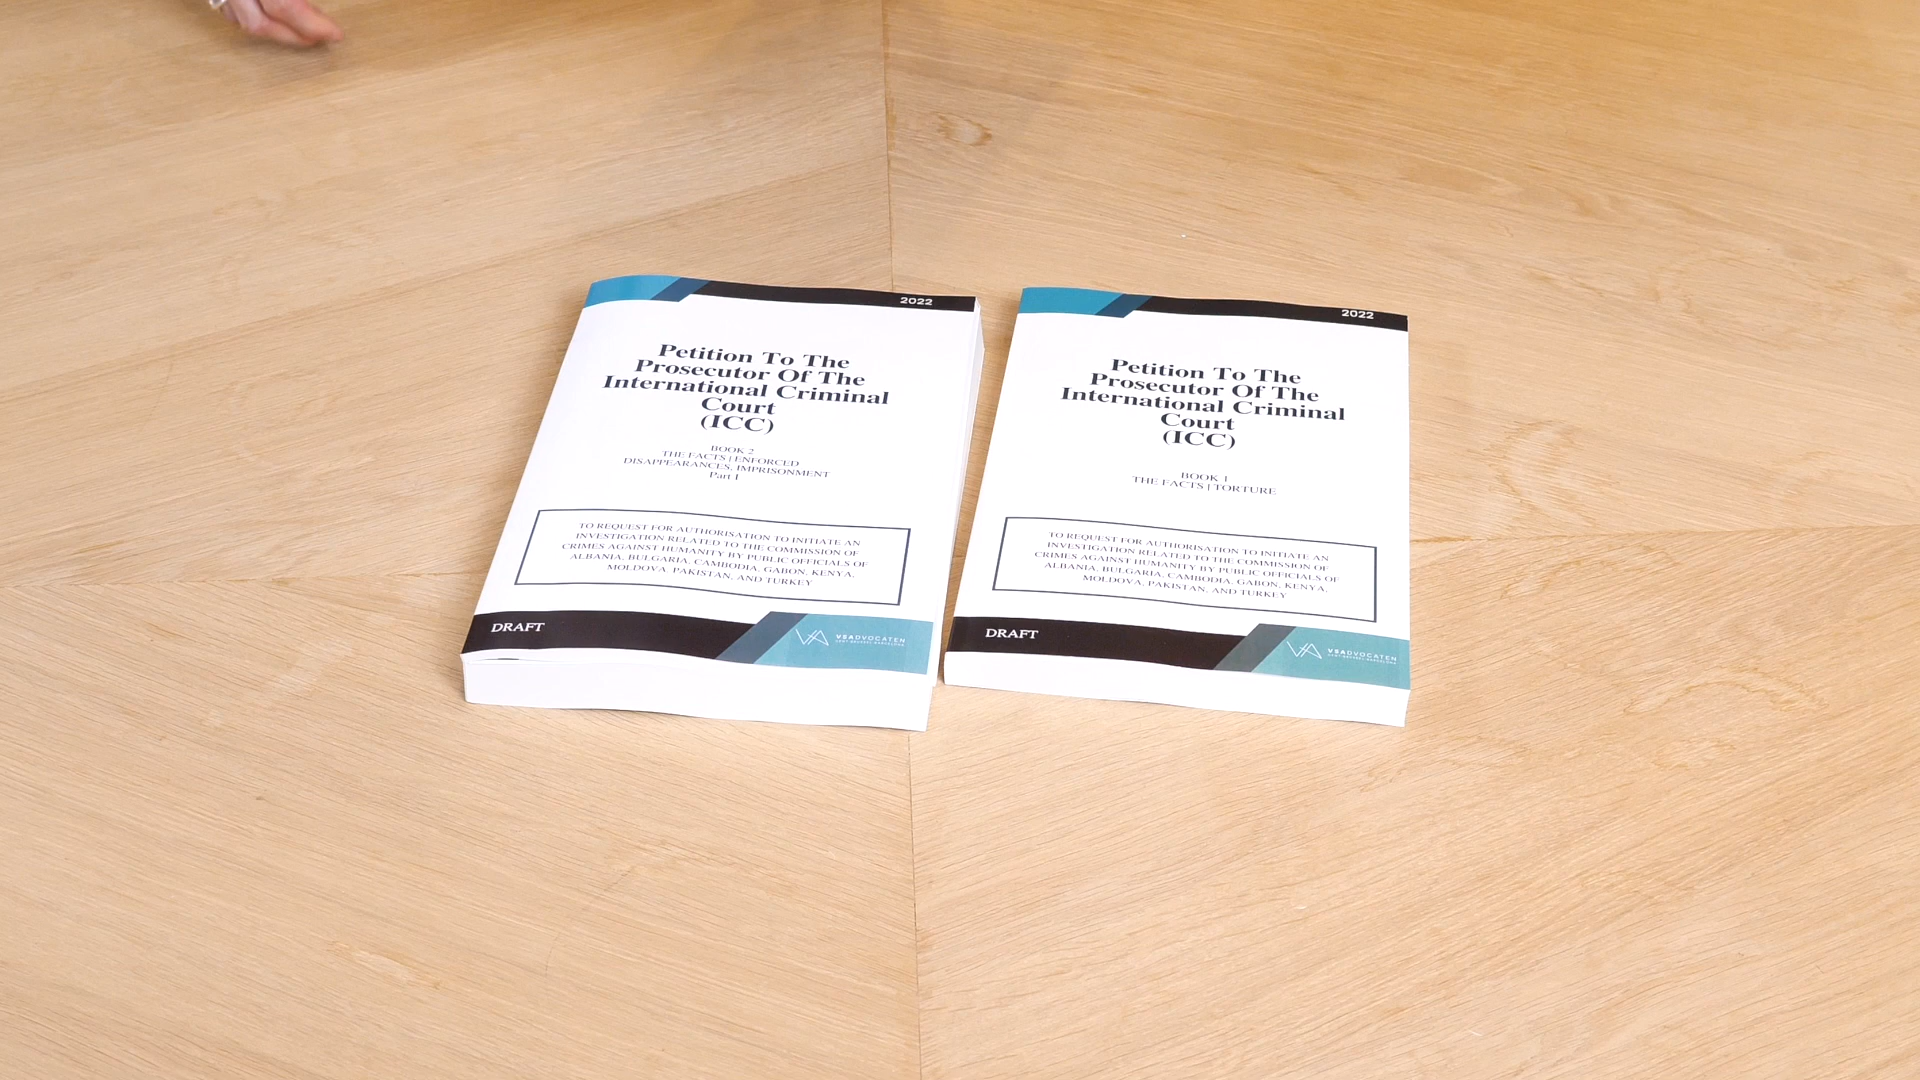 2022
Petition To The
Prosecutor Of The
International Criminal
Court
(ICC)
BOOK 2
THE FACTS | ENFORCED
DISAPPEARANCES, IMPRISONMENT
Part I
TO REQUEST FOR AUTHORISATION TO INITIATE AN
INVESTIGATION RELATED TO THE COMMISSION OF
CRIMES AGAINST HUMANITY BY PUBLIC OFFICIALS OF
ALBANIA, BULGARIA, CAMBODIA, GABON, KENYA,
MOLDOVA, PAKISTAN, AND TURKEY
DRAFT
VSADVOCATEN
2022
Petition To The
Prosecutor Of The
International Criminal
Court
(ICC)
BOOK 1
THE FACTS | TORTURE
TO REQUEST FOR AUTHORISATION TO INITIATE AN
INVESTIGATION RELATED TO THE COMMISSION OF
CRIMES AGAINST HUMANITY BY PUBLIC OFFICIALS OF
ALBANIA, BULGARIA, CAMBODIA, GABON, KENYA,
MOLDOVA, PAKISTAN, AND TURKEY
DRAFT
VSADVOCATEN